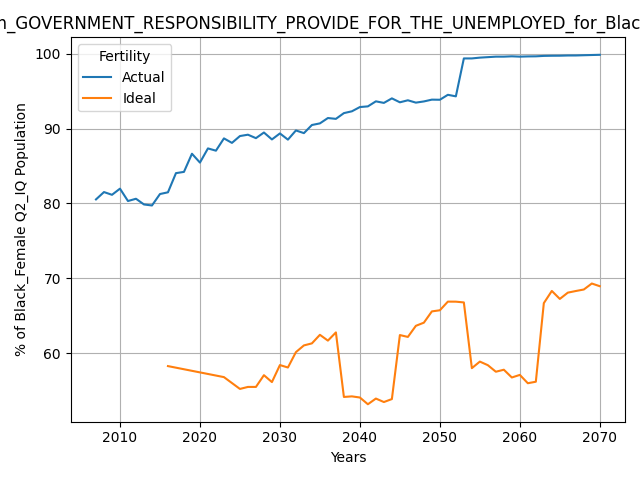 GOVERNMENT_RESPONSIBILITY_PROVIDE_FOR_THE_UNEMPLOYED_for_Blac
Fertility
Actual
Ideal
% of Black_Female Q2_IQ Population
100
90
80
70
60
2010 2020 2030 2040 2050 2060 2070
Years